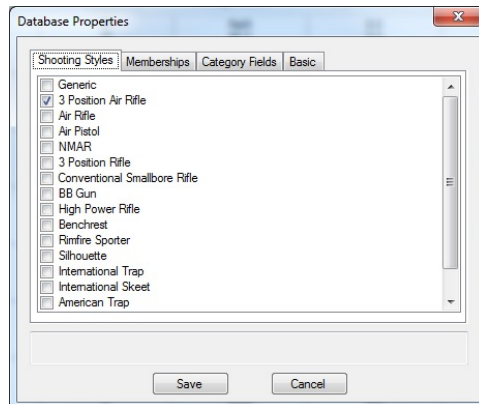 Database Properties
Shooting Styles Memberships Category Fields Basic
Generic
3 Position Air Rifle
Air Rifle
Air Pistol
NMAR
3 Position Rifle
Conventional Smallbore Rifle
BB Gun
High Power Rifle
Benchrest
Rimfire Sporter
Silhouette
International Trap
International Skeet
American Trap
Save Cancel